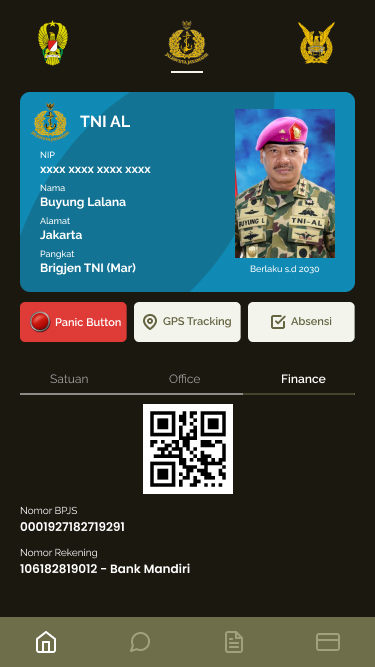 TNI AL
NIP
xxxx xxxx xxxx xxxx
Nama
Buyung Lalana
Alamat
Jakarta
Pangkat
Brigjen TNI (Mar)
BUYUNG L
TNI-AL
Berlaku s.d 2030
Panic Button
GPS Tracking
Absensi
Satuan
Office
Finance
Nomor BPJS
0001927182719291
Nomor Rekening
106182819012 - Bank Mandiri